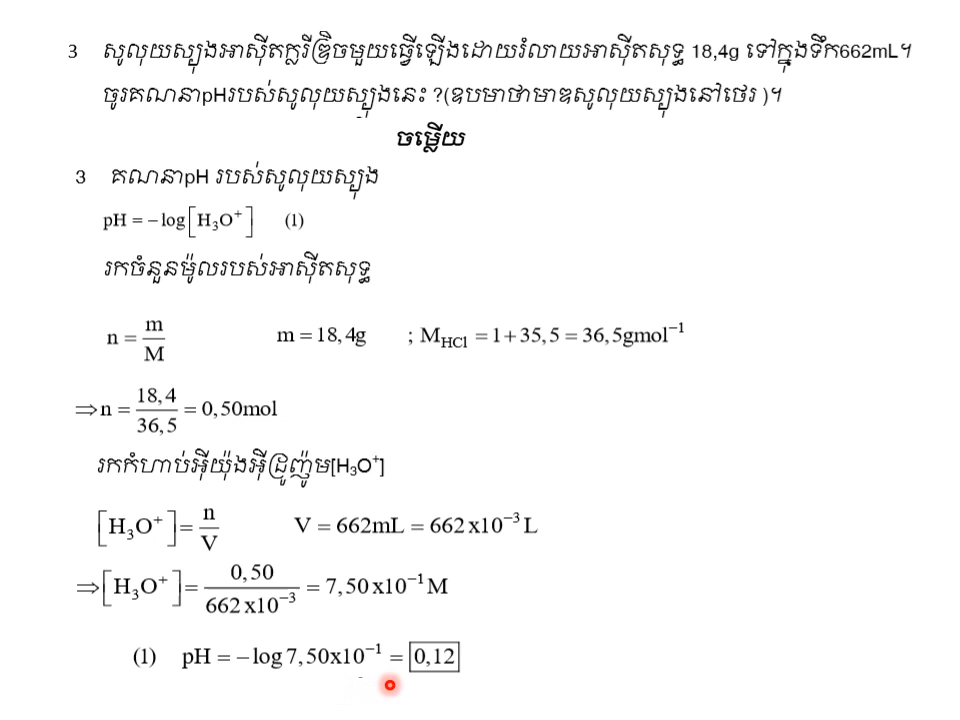 3 សូលុយស្យុងអាស៊ីតក្លរីឌ្រិចមួយធ្វើឡើងដោយរំលាយអាស៊ីតសុទ្ធ 18,4g ទៅក្នុងទឹក662mL។
ចូរគណនាpHរបស់សូលុយស្យុងនេះ ?(ឧបមាថាមាឌសូលុយស្យុងនៅថេរ )។
ចម្លើយ
3 គណនាpH របស់សូលុយស្យុង
pH = −log[H₃O⁺] (1)
រកចំនួនម៉ូលរបស់អាស៊ីតសុទ្ធ
n = m/M m = 18,4g ; M_HCl = 1+35,5 = 36,5gmol⁻¹
⇒n = 18,4/36,5 = 0,50mol
រកកំហាប់អ៊ីយ៉ុងអ៊ីដ្រូញ៉ូម[H₃O⁺]
[H₃O⁺] = n/V V = 662mL = 662x10⁻³L
⇒[H₃O⁺] = 0,50/662x10⁻³ = 7,50x10⁻¹M
(1) pH = −log7,50x10⁻¹ = 0,12